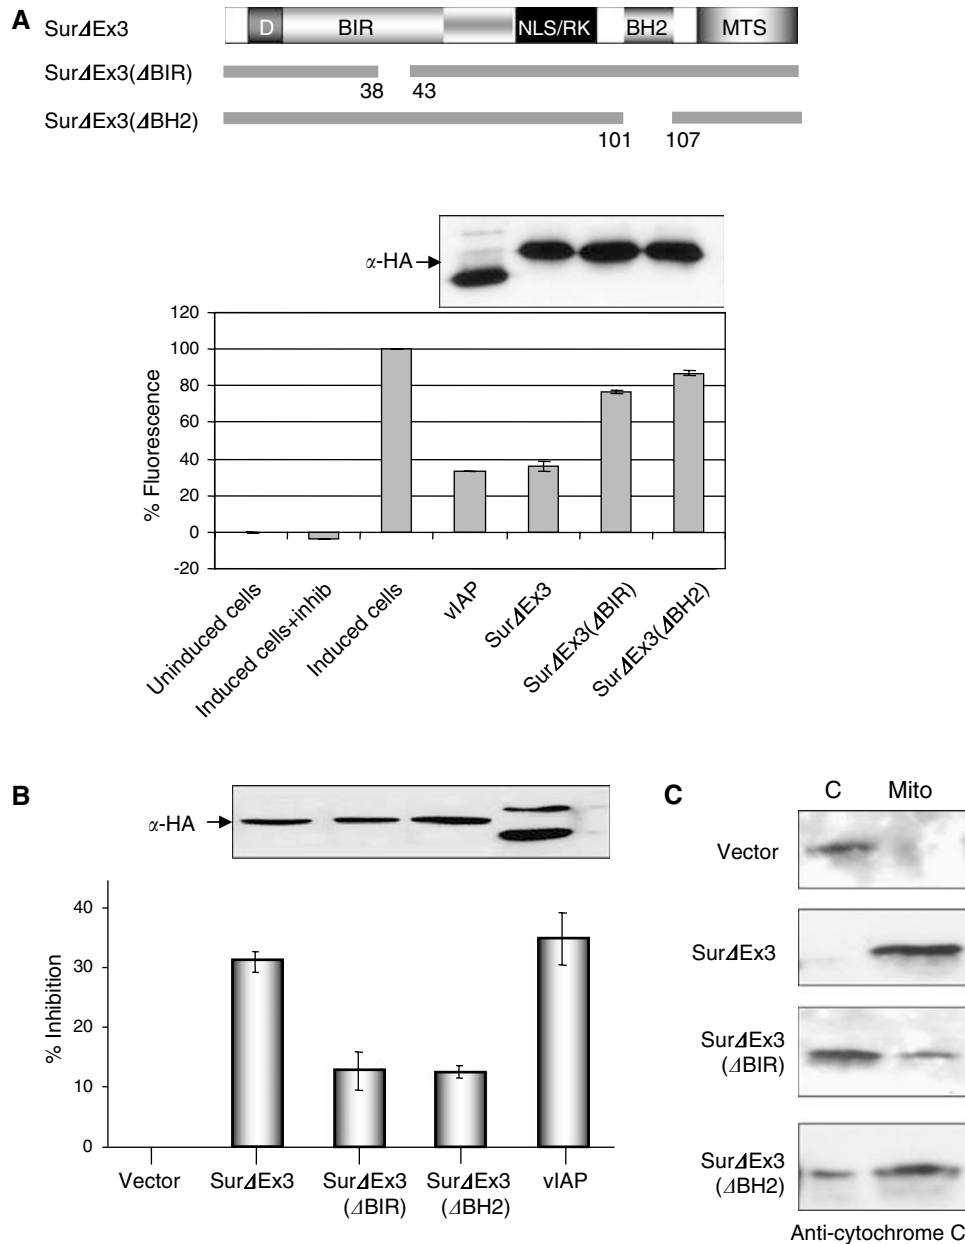 A
Sur𝛥Ex3
D BIR NLS/RK BH2 MTS
Sur𝛥Ex3(𝛥BIR)
38 43
Sur𝛥Ex3(𝛥BH2)
101 107
α-HA
120
100
80
60
40
20
0
-20
% Fluorescence
Uninduced cells
Induced cells+inhib
Induced cells
vIAP
Sur𝛥Ex3
Sur𝛥Ex3(𝛥BIR)
Sur𝛥Ex3(𝛥BH2)
B
α-HA
40
30
20
10
0
% Inhibition
Vector
Sur𝛥Ex3
Sur𝛥Ex3
(𝛥BIR)
Sur𝛥Ex3
(𝛥BH2)
vIAP
C
C Mito
Vector
Sur𝛥Ex3
Sur𝛥Ex3
(𝛥BIR)
Sur𝛥Ex3
(𝛥BH2)
Anti-cytochrome C